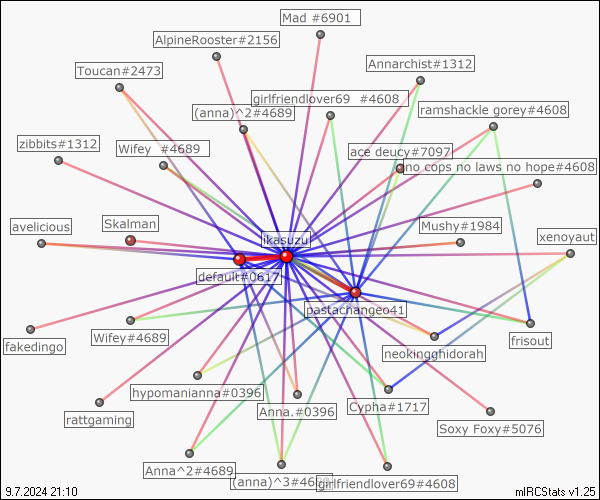 Mad #6901
AlpineRooster#2156
Annarchist#1312
Toucan#2473
girlfriendlover69 #4608
(anna)^2#4689
ramshackle gorey#4608
zibbits#1312
Wifey #4689
ace deucy#7097
no cops no laws no hope#4608
avelicious
Skalman
Mushy#1984
ikasuzu
xenoyaut
default#0617
pastachangeo41
fakedingo
Wifey#4689
frisout
neokingghidorah
hypomanianna#0396
Anna.#0396
Cypha#1717
rattgaming
Soxy Foxy#5076
Anna^2#4689
(anna)^3#4689
girlfriendlover69#4608
9.7.2024 21:10
mIRCStats v1.25